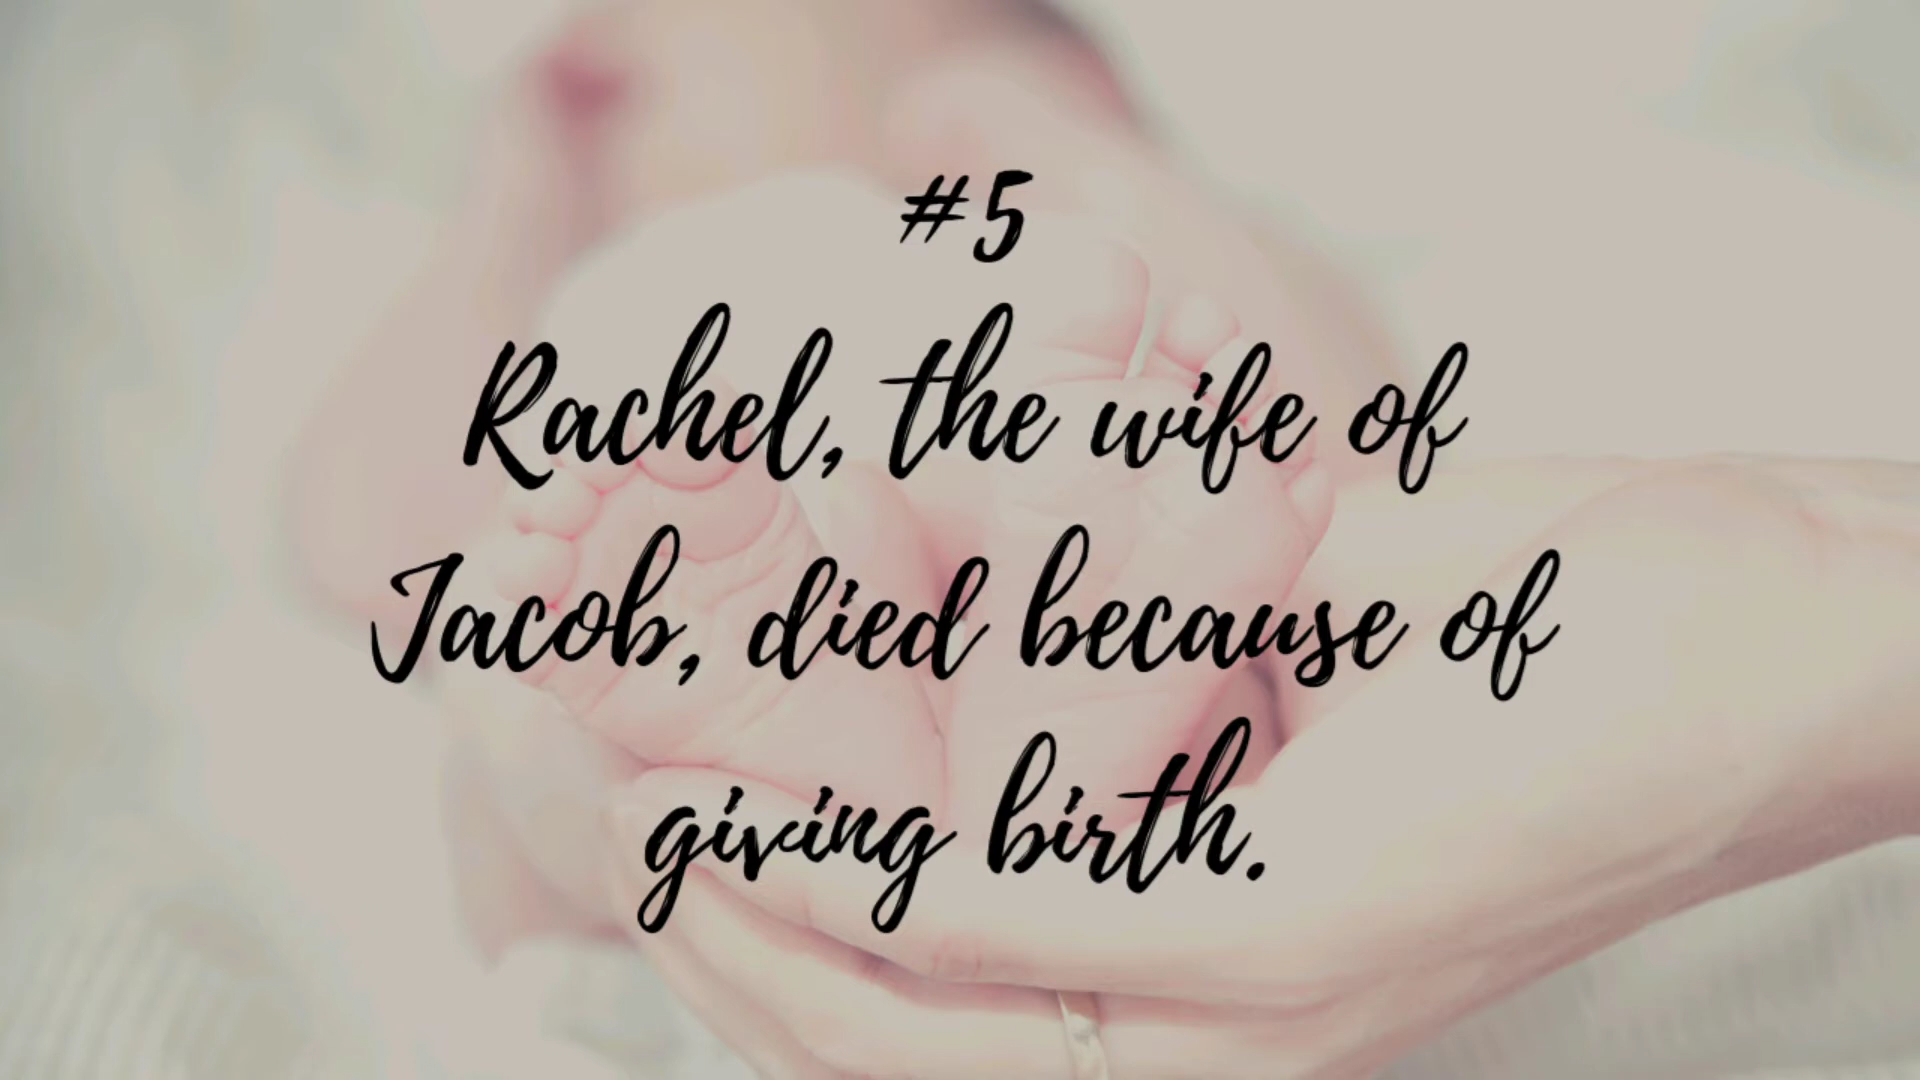 #5
Rachel, the wife of
Jacob, died because of
giving birth.